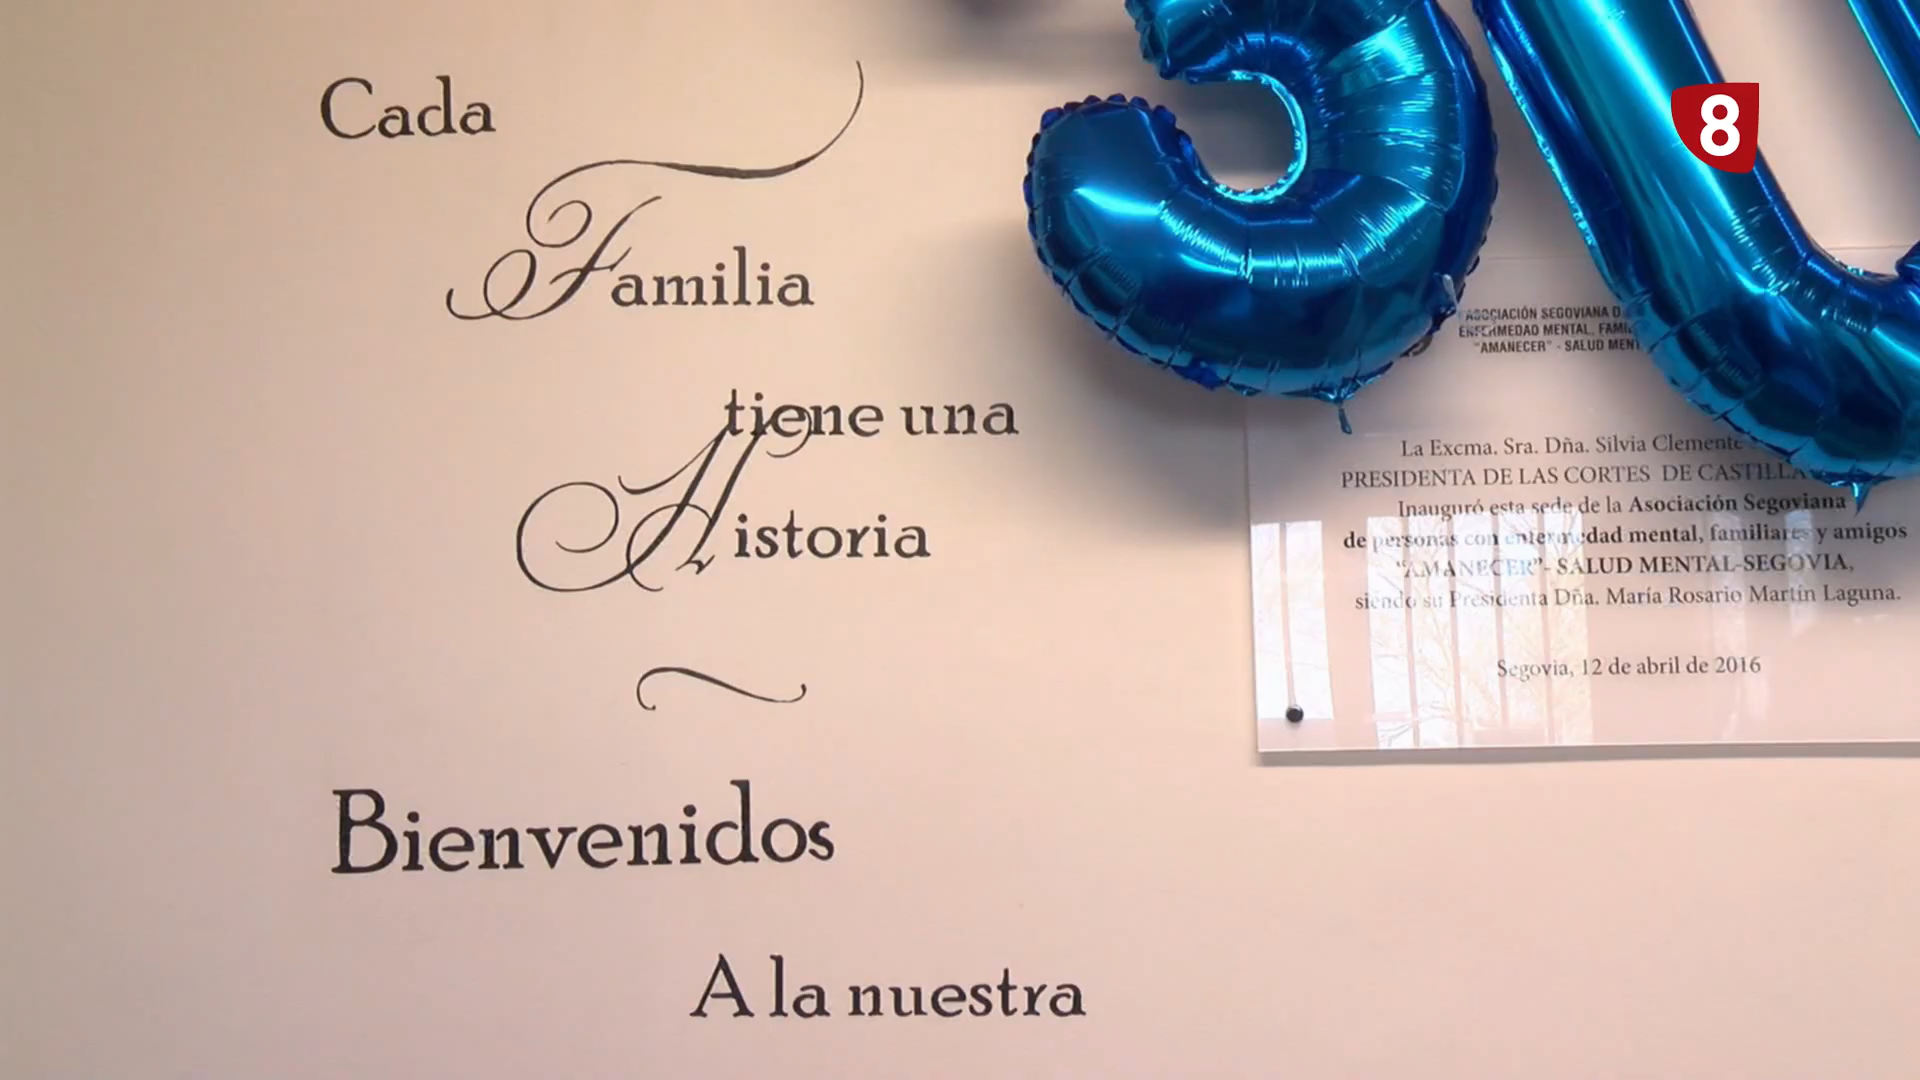 Cada
Familia
tiene una
Historia
Bienvenidos
A la nuestra
30
8
ASOCIACIÓN SEGOVIANA
ENFERMEDAD MENTAL,
"AMANECER" - SALUD
La Excma. Sra. Dña. Silvia Clemente
PRESIDENTA DE LAS CORTES DE CASTILLA
Inauguró esta sede de la Asociación Segoviana
de personas con enfermedad mental, familiares y amigos
"AMANECER"- SALUD MENTAL-SEGOVIA,
siendo su Presidenta Dña. María Rosario Martín Laguna.
Segovia, 12 de abril de 2016